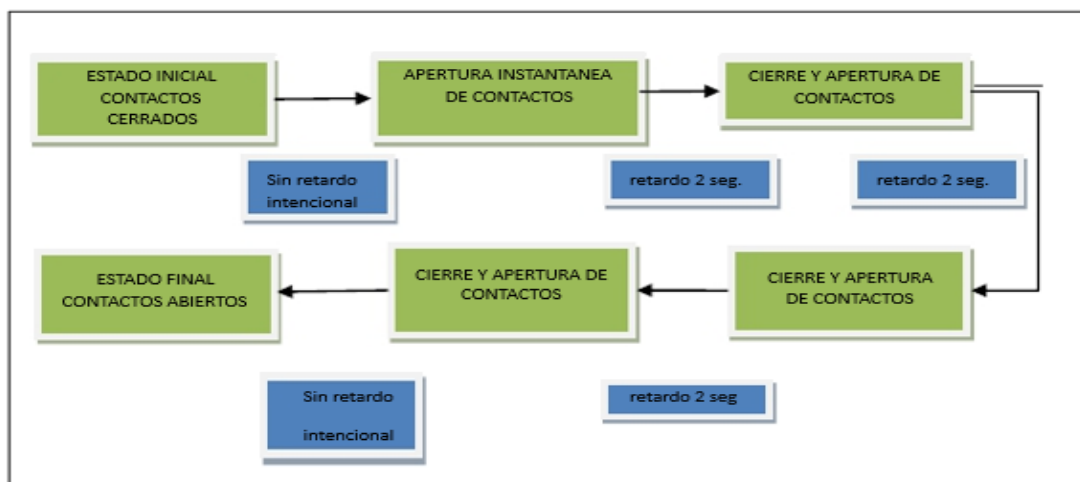 ESTADO INICIAL
CONTACTOS
CERRADOS
APERTURA INSTANTANEA
DE CONTACTOS
CIERRE Y APERTURA DE
CONTACTOS
Sin retardo
intencional
retardo 2 seg.
retardo 2 seg.
ESTADO FINAL
CONTACTOS ABIERTOS
CIERRE Y APERTURA DE
CONTACTOS
CIERRE Y APERTURA
DE CONTACTOS
Sin retardo
intencional
retardo 2 seg